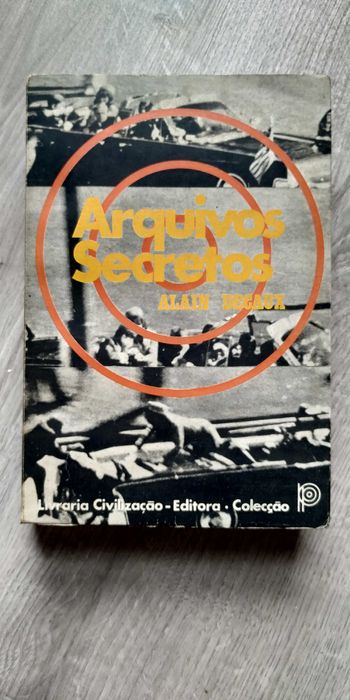 Arquivos
Secretos
ALAIN DECAUX
Livraria Civilização - Editora · Colecção